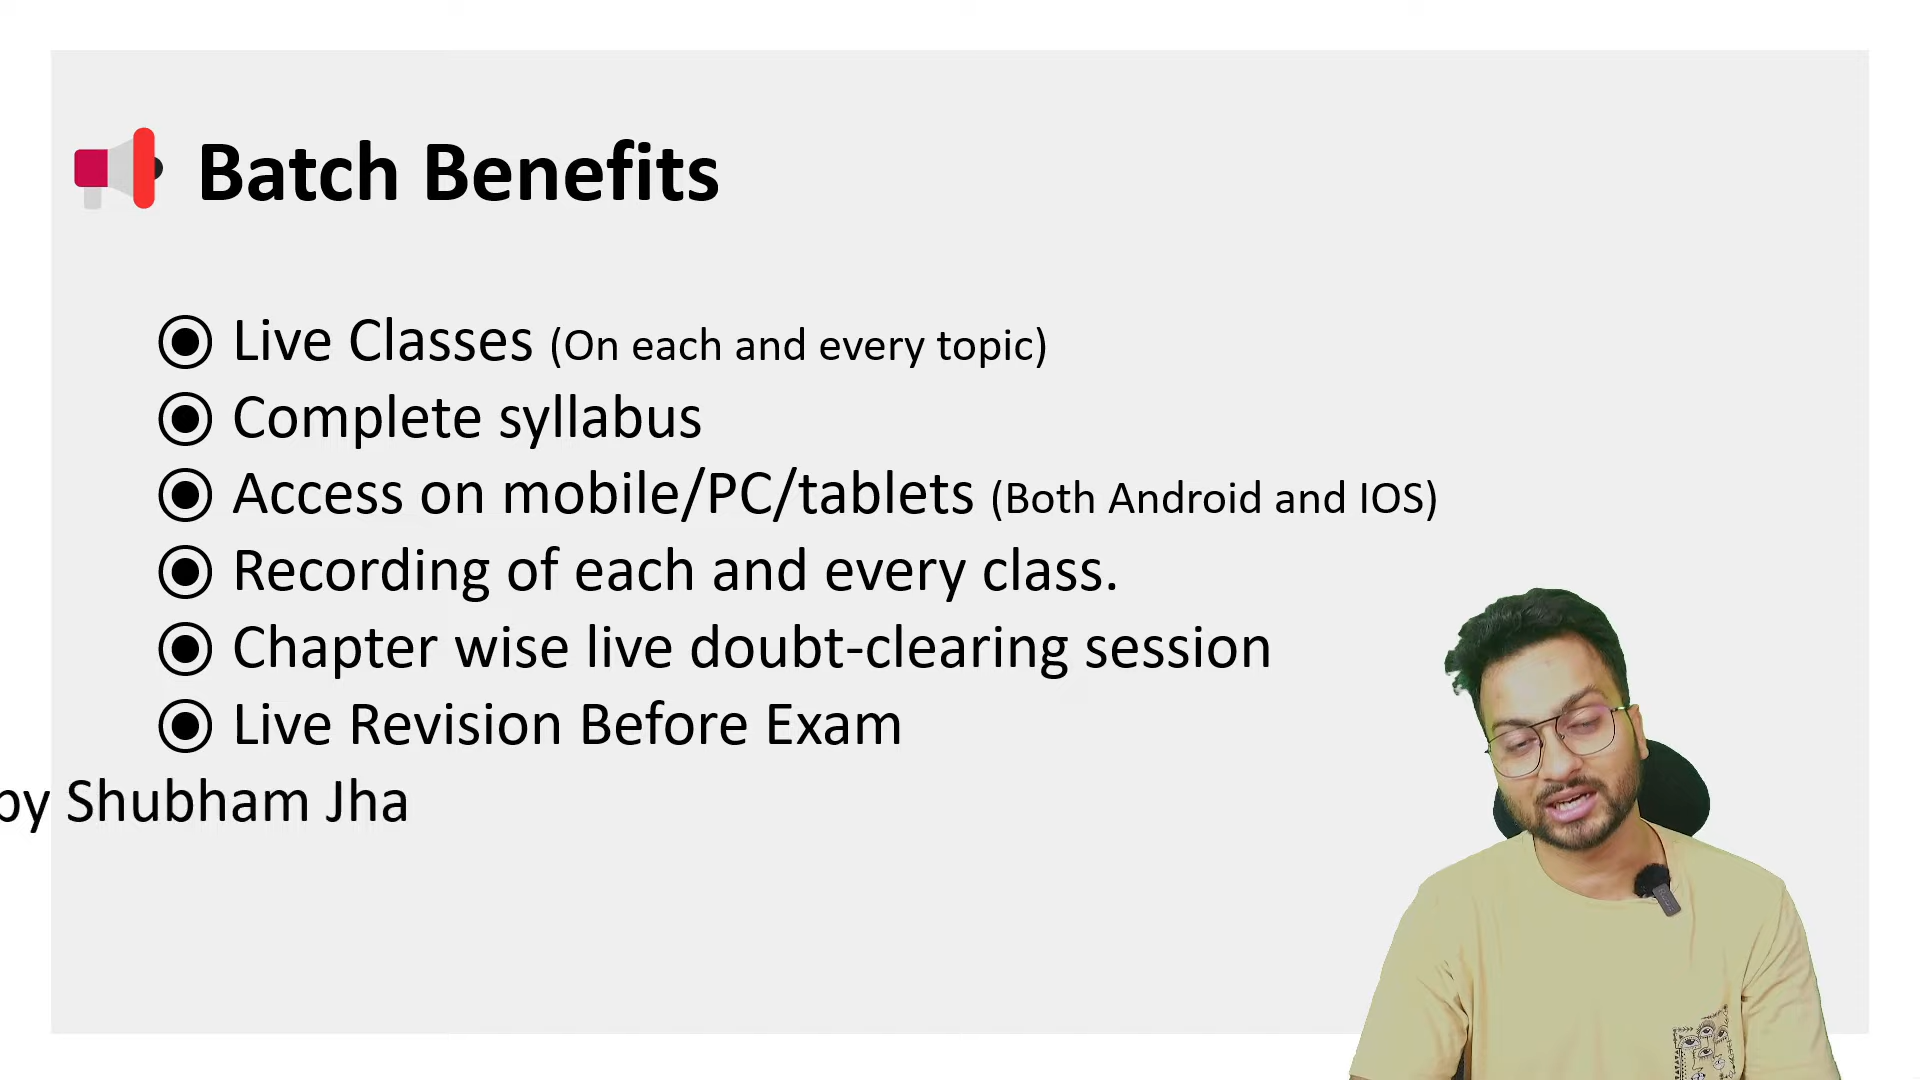 Batch Benefits
Live Classes (On each and every topic)
Complete syllabus
Access on mobile/PC/tablets (Both Android and IOS)
Recording of each and every class.
Chapter wise live doubt-clearing session
Live Revision Before Exam
by Shubham Jha